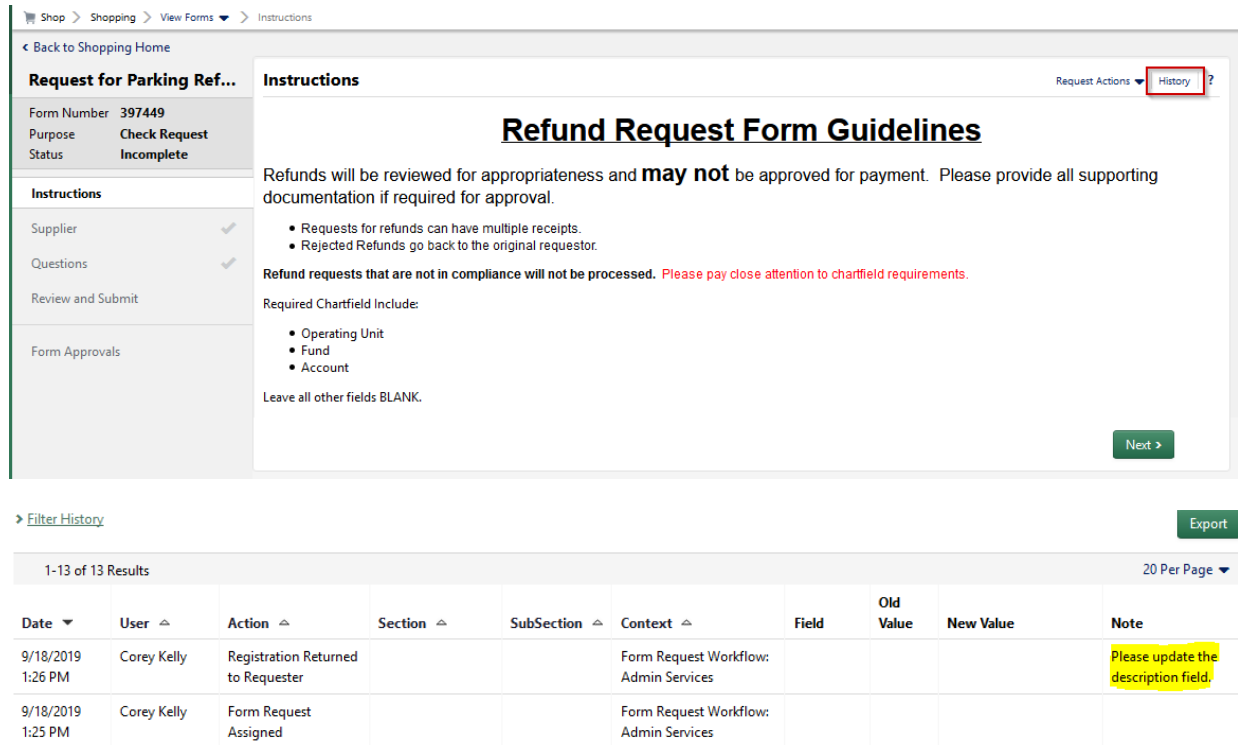 Shop > Shopping > View Forms > Instructions
Back to Shopping Home
Request for Parking Ref...
Form Number 397449
Purpose Check Request
Status Incomplete
Instructions
Supplier
Questions
Review and Submit
Form Approvals
Instructions
Request Actions History ?
Refund Request Form Guidelines
Refunds will be reviewed for appropriateness and may not be approved for payment. Please provide all supporting
documentation if required for approval.
• Requests for refunds can have multiple receipts.
• Rejected Refunds go back to the original requestor.
Refund requests that are not in compliance will not be processed. Please pay close attention to chartfield requirements.
Required Chartfield Include:
• Operating Unit
• Fund
• Account
Leave all other fields BLANK.
Next >
> Filter History
Export
1-13 of 13 Results
20 Per Page
Date User Action Section SubSection Context Field Old Value New Value Note
9/18/2019 Corey Kelly Registration Returned Form Request Workflow: Please update the
1:26 PM to Requester Admin Services description field.
9/18/2019 Corey Kelly Form Request Form Request Workflow:
1:25 PM Assigned Admin Services